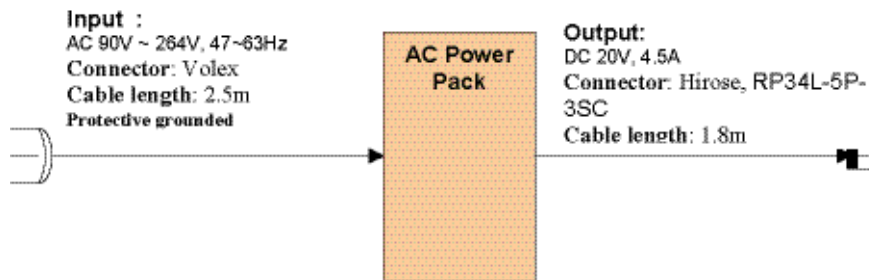 Input :
AC 90V ~ 264V, 47~63Hz
Connector: Volex
Cable length: 2.5m
Protective grounded
AC Power
Pack
Output:
DC 20V, 4.5A
Connector: Hirose, RP34L-5P-
3SC
Cable length: 1.8m